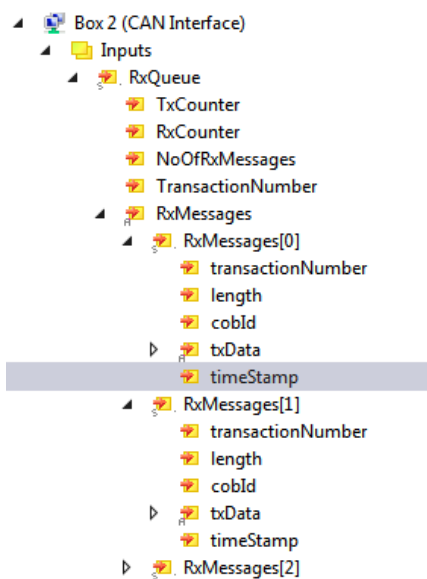 Box 2 (CAN Interface)
Inputs
RxQueue
TxCounter
RxCounter
NoOfRxMessages
TransactionNumber
RxMessages
RxMessages[0]
transactionNumber
length
cobId
txData
timeStamp
RxMessages[1]
transactionNumber
length
cobId
txData
timeStamp
RxMessages[2]